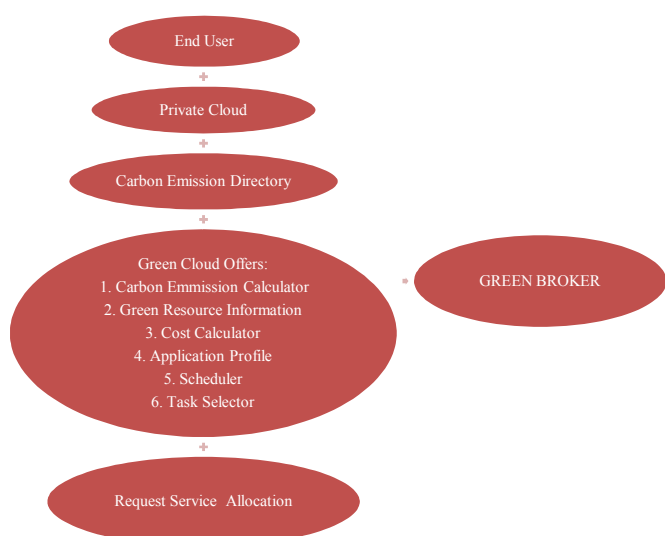 End User
Private Cloud
Carbon Emission Directory
Green Cloud Offers:
1. Carbon Emmission Calculator
2. Green Resource Information
3. Cost Calculator
4. Application Profile
5. Scheduler
6. Task Selector
GREEN BROKER
Request Service Allocation